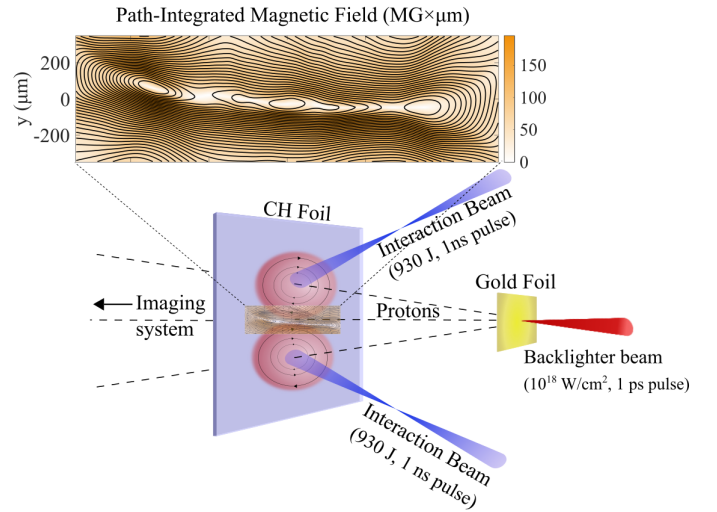 Path-Integrated Magnetic Field (MG×μm)
y (μm)
200
0
-200
150
100
50
0
CH Foil
Interaction Beam
(930 J, 1ns pulse)
Gold Foil
Imaging
system
Protons
Backlighter beam
(10¹⁸ W/cm², 1 ps pulse)
Interaction Beam
(930 J, 1 ns pulse)